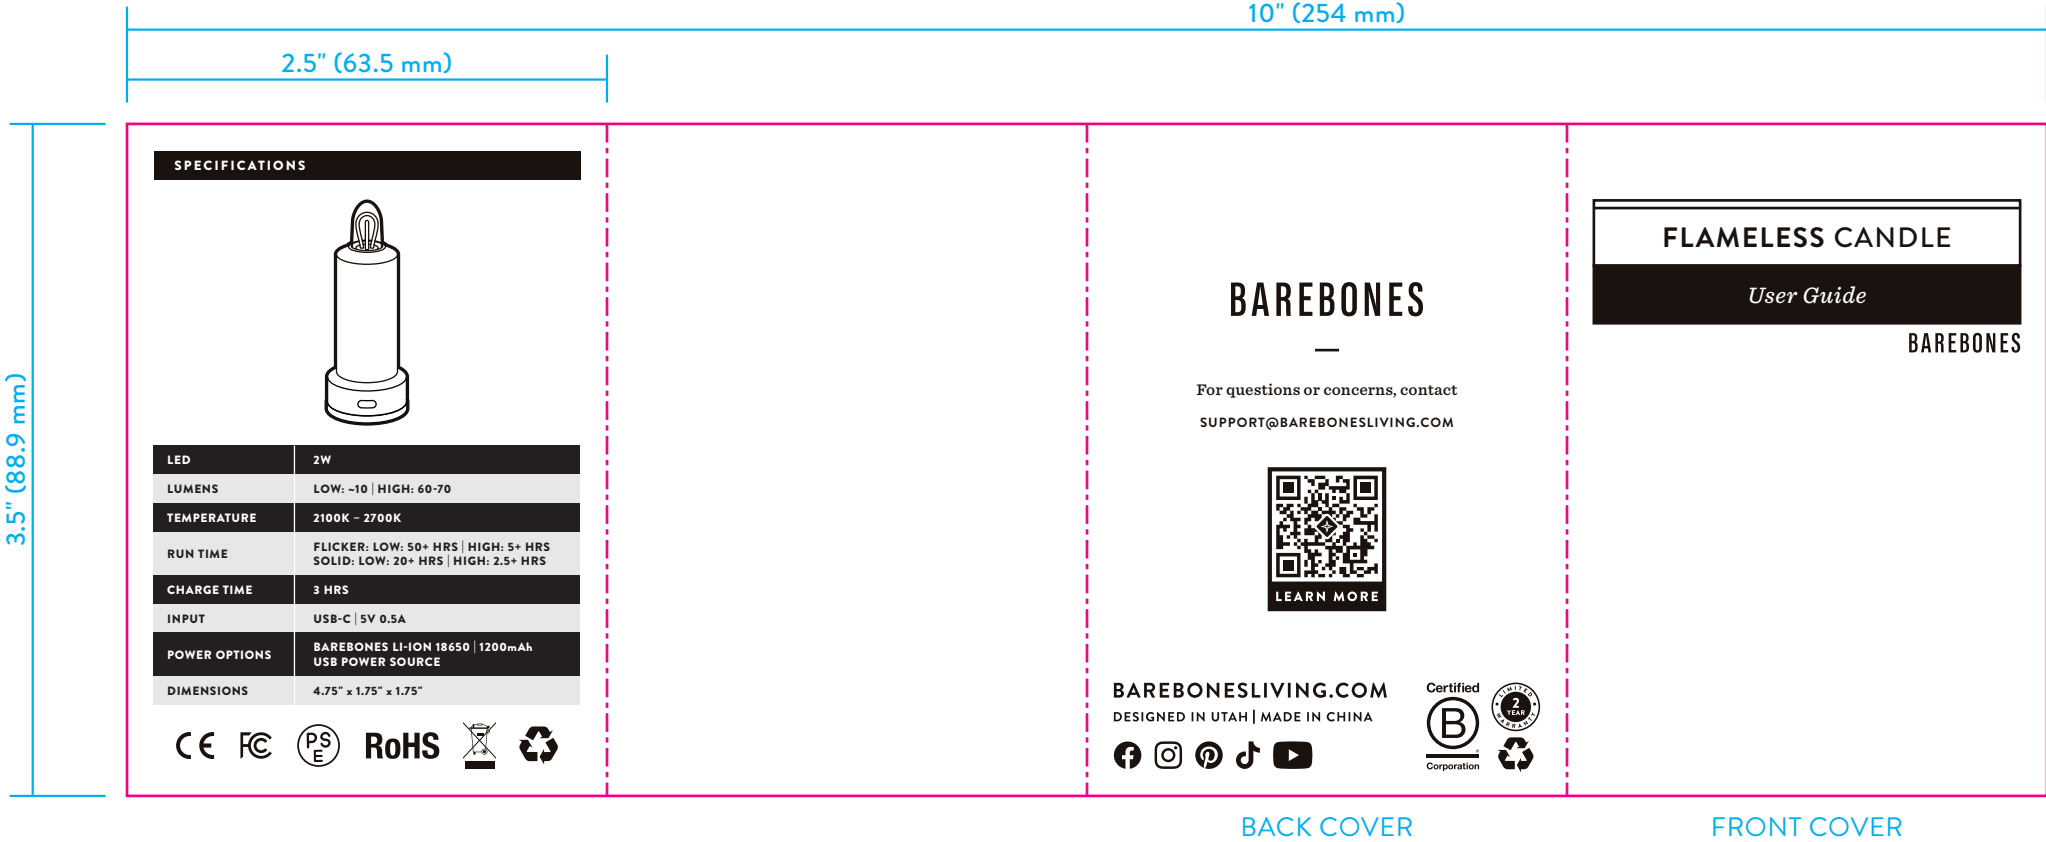 10" (254 mm)
2.5" (63.5 mm)
3.5" (88.9 mm)
SPECIFICATIONS
LED 2W
LUMENS LOW: ~10 | HIGH: 60-70
TEMPERATURE 2100K – 2700K
RUN TIME FLICKER: LOW: 50+ HRS | HIGH: 5+ HRS
SOLID: LOW: 20+ HRS | HIGH: 2.5+ HRS
CHARGE TIME 3 HRS
INPUT USB-C | 5V 0.5A
POWER OPTIONS BAREBONES LI-ION 18650 | 1200mAh
USB POWER SOURCE
DIMENSIONS 4.75" x 1.75" x 1.75"
CE FC PSE RoHS
BAREBONES
—
For questions or concerns, contact
SUPPORT@BAREBONESLIVING.COM
LEARN MORE
BAREBONESLIVING.COM
DESIGNED IN UTAH | MADE IN CHINA
Certified
B
®
Corporation
LIMITED
2
YEAR
WARRANTY
BACK COVER
FLAMELESS CANDLE
User Guide
BAREBONES
FRONT COVER